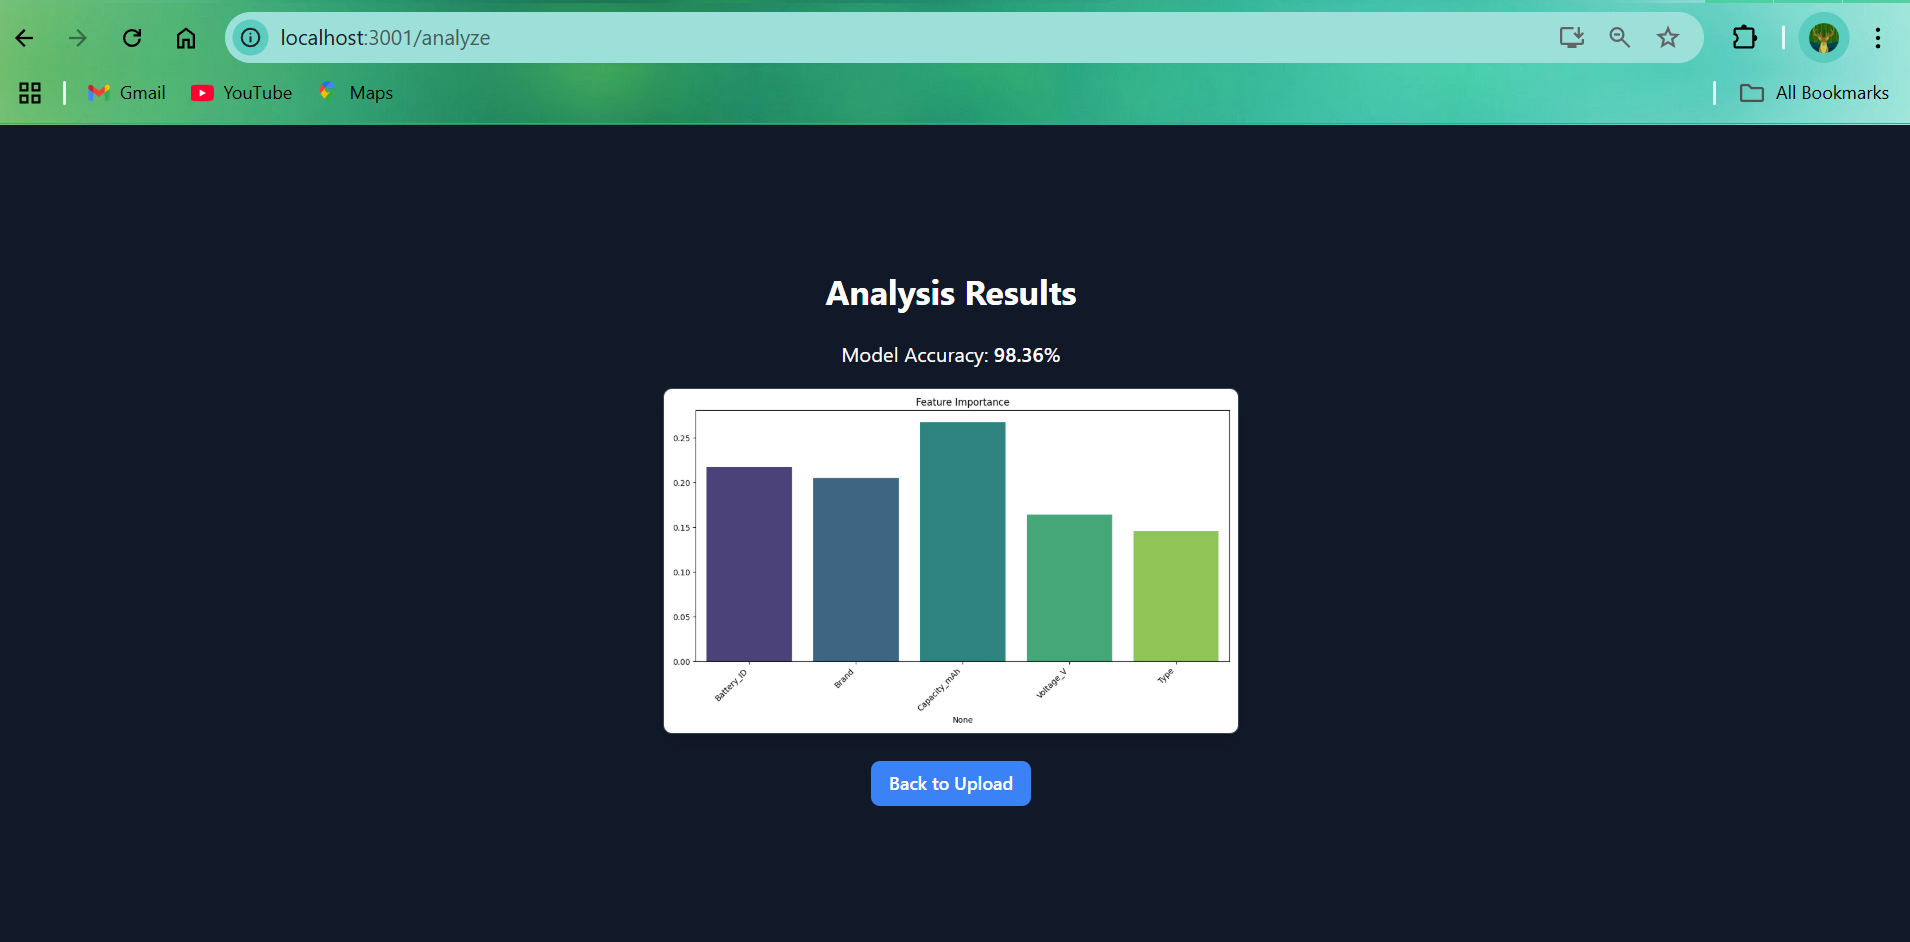 localhost:3001/analyze
Gmail YouTube Maps All Bookmarks
Analysis Results
Model Accuracy: 98.36%
Feature Importance
0.25
0.20
0.15
0.10
0.05
0.00
Battery_ID Brand Capacity_mAh Voltage_V Type
None
Back to Upload